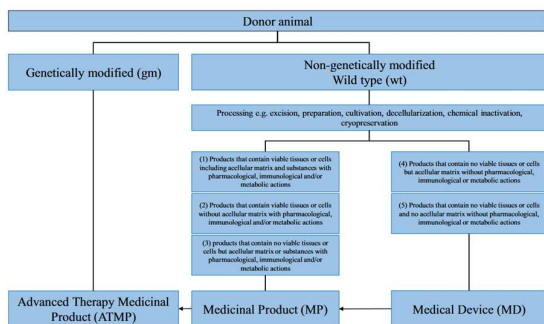 Donor animal
Genetically modified (gm)
Non-genetically modified
Wild type (wt)
Processing e.g. excision, preparation, cultivation, decellularization, chemical inactivation,
cryopreservation
(1) Products that contain viable tissues or cells
including acellular matrix and substances with
pharmacological, immunological and/or
metabolic actions
(2) Products that contain viable tissues or cells
without acellular matrix with pharmacological,
immunological and/or metabolic actions
(3) products that contain no viable tissues or
cells but acellular matrix or substances with
pharmacological, immunological and/or
metabolic actions
(4) Products that contain no viable tissues or cells
but acellular matrix without pharmacological,
immunological or metabolic actions
(5) Products that contain no viable tissues or cells
and no acellular matrix without pharmacological,
immunological or metabolic actions
Advanced Therapy Medicinal
Product (ATMP)
Medicinal Product (MP)
Medical Device (MD)